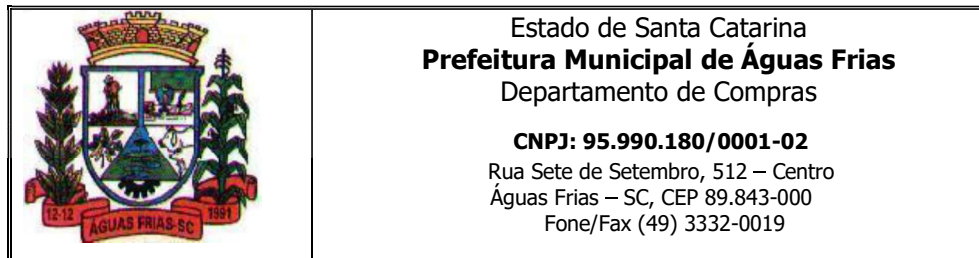 12-12
ÁGUAS FRIAS-SC
1991
Estado de Santa Catarina
Prefeitura Municipal de Águas Frias
Departamento de Compras
CNPJ: 95.990.180/0001-02
Rua Sete de Setembro, 512 – Centro
Águas Frias – SC, CEP 89.843-000
Fone/Fax (49) 3332-0019